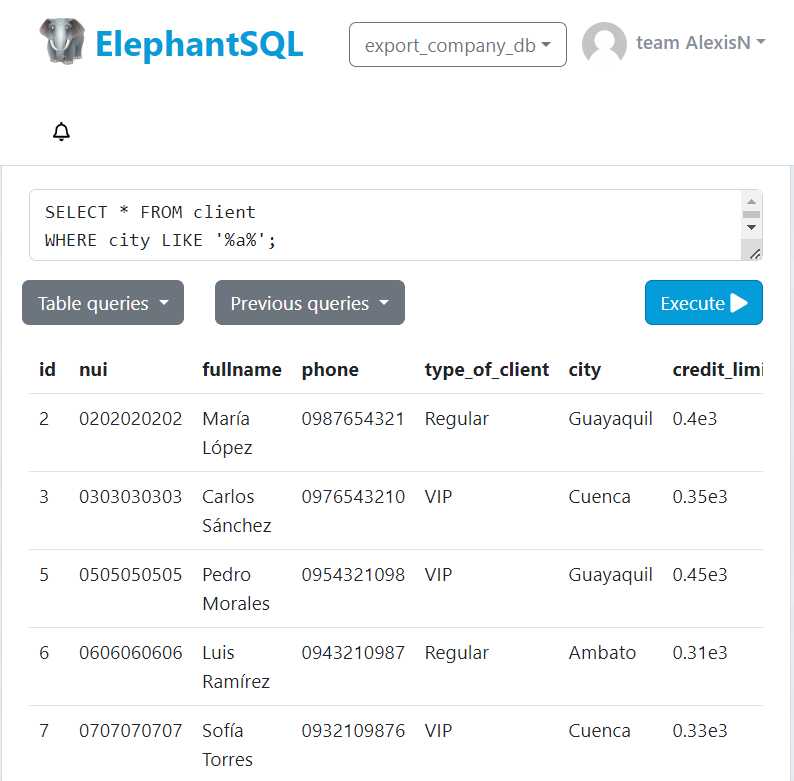 ElephantSQL export_company_db team AlexisN
SELECT * FROM client
WHERE city LIKE '%a%';
Table queries Previous queries Execute
id nui fullname phone type_of_client city credit_limi
2 0202020202 María López 0987654321 Regular Guayaquil 0.4e3
3 0303030303 Carlos Sánchez 0976543210 VIP Cuenca 0.35e3
5 0505050505 Pedro Morales 0954321098 VIP Guayaquil 0.45e3
6 0606060606 Luis Ramírez 0943210987 Regular Ambato 0.31e3
7 0707070707 Sofía Torres 0932109876 VIP Cuenca 0.33e3